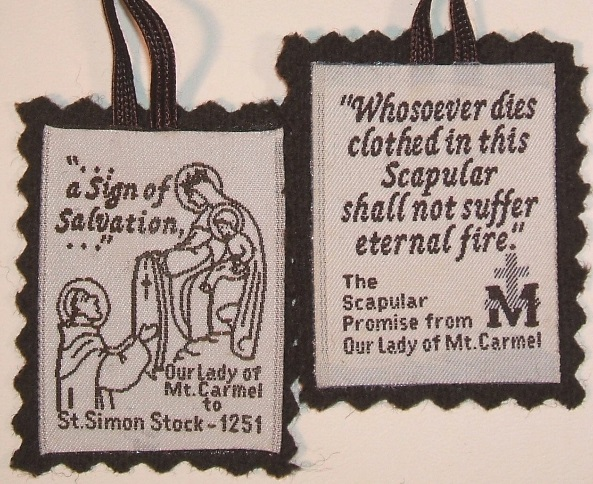 "...
a Sign of
Salvation,
..."
Our Lady of
Mt. Carmel
to
St. Simon Stock - 1251
"Whosoever dies
clothed in this
Scapular
shall not suffer
eternal fire."
The
Scapular
Promise from
Our Lady of Mt. Carmel
M